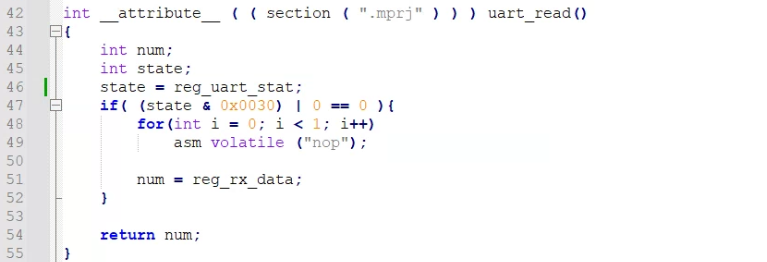 42 int __attribute__ ( ( section ( ".mprj" ) ) ) uart_read()
43 {
44     int num;
45     int state;
46     state = reg_uart_stat;
47     if( (state & 0x0030) | 0 == 0 ){
48         for(int i = 0; i < 1; i++)
49             asm volatile ("nop");
50
51         num = reg_rx_data;
52     }
53
54     return num;
55 }